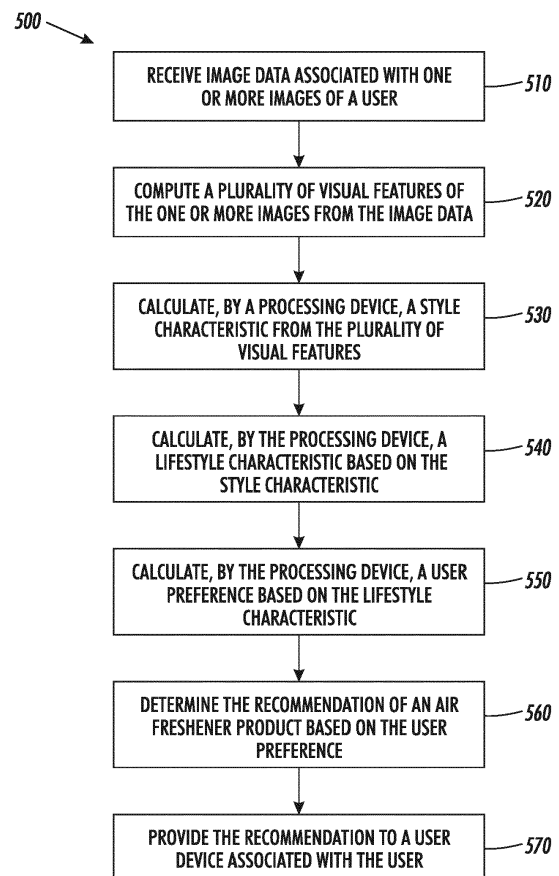 500
RECEIVE IMAGE DATA ASSOCIATED WITH ONE
OR MORE IMAGES OF A USER
510
COMPUTE A PLURALITY OF VISUAL FEATURES OF
THE ONE OR MORE IMAGES FROM THE IMAGE DATA
520
CALCULATE, BY A PROCESSING DEVICE, A STYLE
CHARACTERISTIC FROM THE PLURALITY OF
VISUAL FEATURES
530
CALCULATE, BY THE PROCESSING DEVICE, A
LIFESTYLE CHARACTERISTIC BASED ON THE
STYLE CHARACTERISTIC
540
CALCULATE, BY THE PROCESSING DEVICE, A USER
PREFERENCE BASED ON THE LIFESTYLE
CHARACTERISTIC
550
DETERMINE THE RECOMMENDATION OF AN AIR
FRESHENER PRODUCT BASED ON THE USER
PREFERENCE
560
PROVIDE THE RECOMMENDATION TO A USER
DEVICE ASSOCIATED WITH THE USER
570